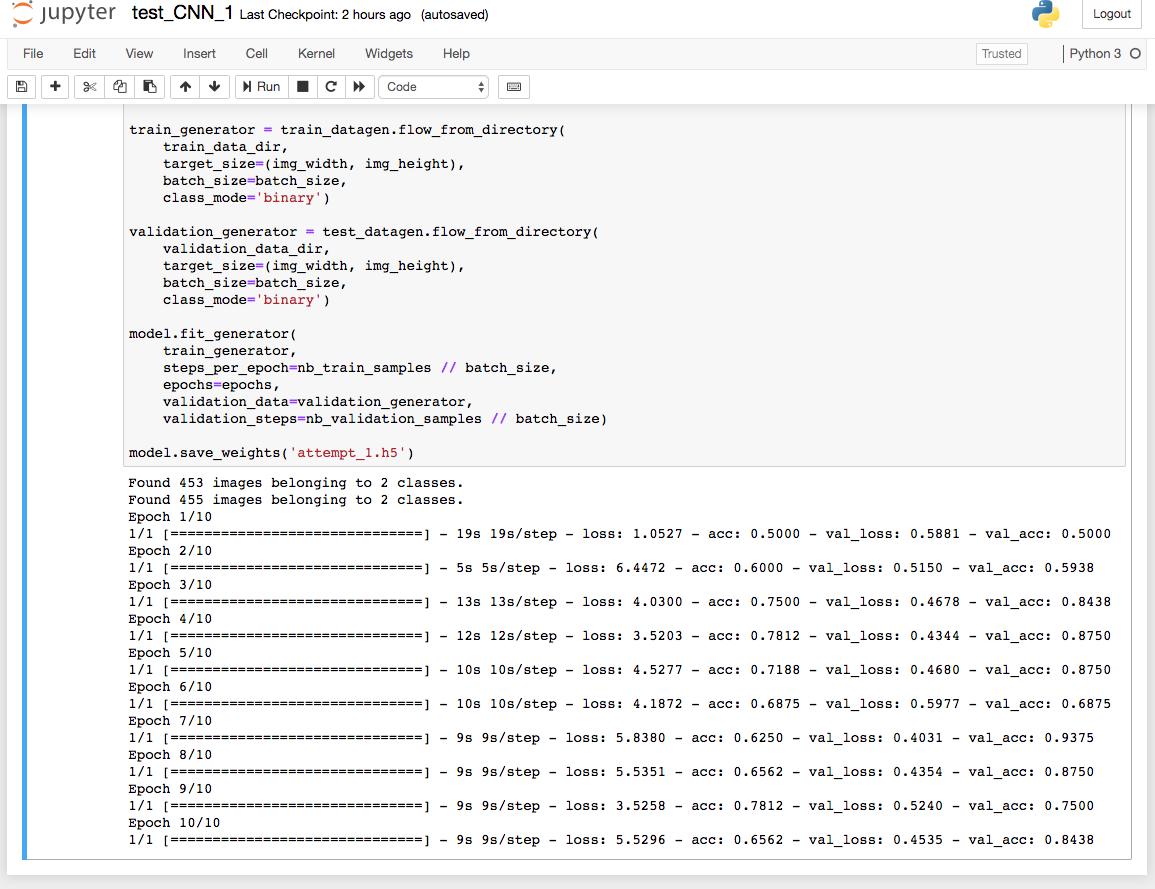 jupyter test_CNN_1 Last Checkpoint: 2 hours ago (autosaved)
Logout
File Edit View Insert Cell Kernel Widgets Help
Trusted
Python 3
Run
Code
train_generator = train_datagen.flow_from_directory(
    train_data_dir,
    target_size=(img_width, img_height),
    batch_size=batch_size,
    class_mode='binary')
validation_generator = test_datagen.flow_from_directory(
    validation_data_dir,
    target_size=(img_width, img_height),
    batch_size=batch_size,
    class_mode='binary')
model.fit_generator(
    train_generator,
    steps_per_epoch=nb_train_samples // batch_size,
    epochs=epochs,
    validation_data=validation_generator,
    validation_steps=nb_validation_samples // batch_size)
model.save_weights('attempt_1.h5')
Found 453 images belonging to 2 classes.
Found 455 images belonging to 2 classes.
Epoch 1/10
1/1 [==============================] - 19s 19s/step - loss: 1.0527 - acc: 0.5000 - val_loss: 0.5881 - val_acc: 0.5000
Epoch 2/10
1/1 [==============================] - 5s 5s/step - loss: 6.4472 - acc: 0.6000 - val_loss: 0.5150 - val_acc: 0.5938
Epoch 3/10
1/1 [==============================] - 13s 13s/step - loss: 4.0300 - acc: 0.7500 - val_loss: 0.4678 - val_acc: 0.8438
Epoch 4/10
1/1 [==============================] - 12s 12s/step - loss: 3.5203 - acc: 0.7812 - val_loss: 0.4344 - val_acc: 0.8750
Epoch 5/10
1/1 [==============================] - 10s 10s/step - loss: 4.5277 - acc: 0.7188 - val_loss: 0.4680 - val_acc: 0.8750
Epoch 6/10
1/1 [==============================] - 10s 10s/step - loss: 4.1872 - acc: 0.6875 - val_loss: 0.5977 - val_acc: 0.6875
Epoch 7/10
1/1 [==============================] - 9s 9s/step - loss: 5.8380 - acc: 0.6250 - val_loss: 0.4031 - val_acc: 0.9375
Epoch 8/10
1/1 [==============================] - 9s 9s/step - loss: 5.5351 - acc: 0.6562 - val_loss: 0.4354 - val_acc: 0.8750
Epoch 9/10
1/1 [==============================] - 9s 9s/step - loss: 3.5258 - acc: 0.7812 - val_loss: 0.5240 - val_acc: 0.7500
Epoch 10/10
1/1 [==============================] - 9s 9s/step - loss: 5.5296 - acc: 0.6562 - val_loss: 0.4535 - val_acc: 0.8438